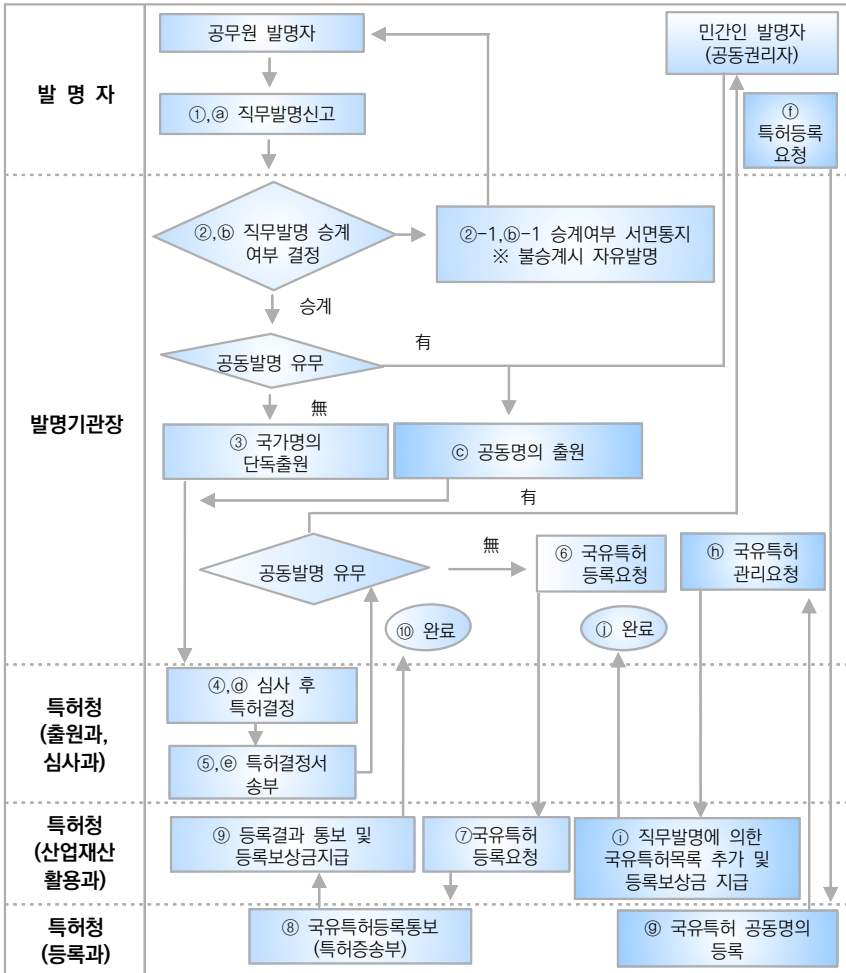 발 명 자
공무원 발명자
민간인 발명자
(공동권리자)
①,ⓐ 직무발명신고
ⓕ
특허등록
요청
발명기관장
②,ⓑ 직무발명 승계
여부 결정
②-1,ⓑ-1 승계여부 서면통지
※ 불승계시 자유발명
승계
공동발명 유무
有
無
③ 국가명의
단독출원
ⓒ 공동명의 출원
有
공동발명 유무
無
⑥ 국유특허
등록요청
ⓗ 국유특허
관리요청
⑩ 완료
ⓙ 완료
특허청
(출원과,
심사과)
④,ⓓ 심사 후
특허결정
⑤,ⓔ 특허결정서
송부
특허청
(산업재산
활용과)
⑨ 등록결과 통보 및
등록보상금지급
⑦국유특허
등록요청
ⓘ 직무발명에 의한
국유특허목록 추가 및
등록보상금 지급
특허청
(등록과)
⑧ 국유특허등록통보
(특허증송부)
ⓖ 국유특허 공동명의
등록